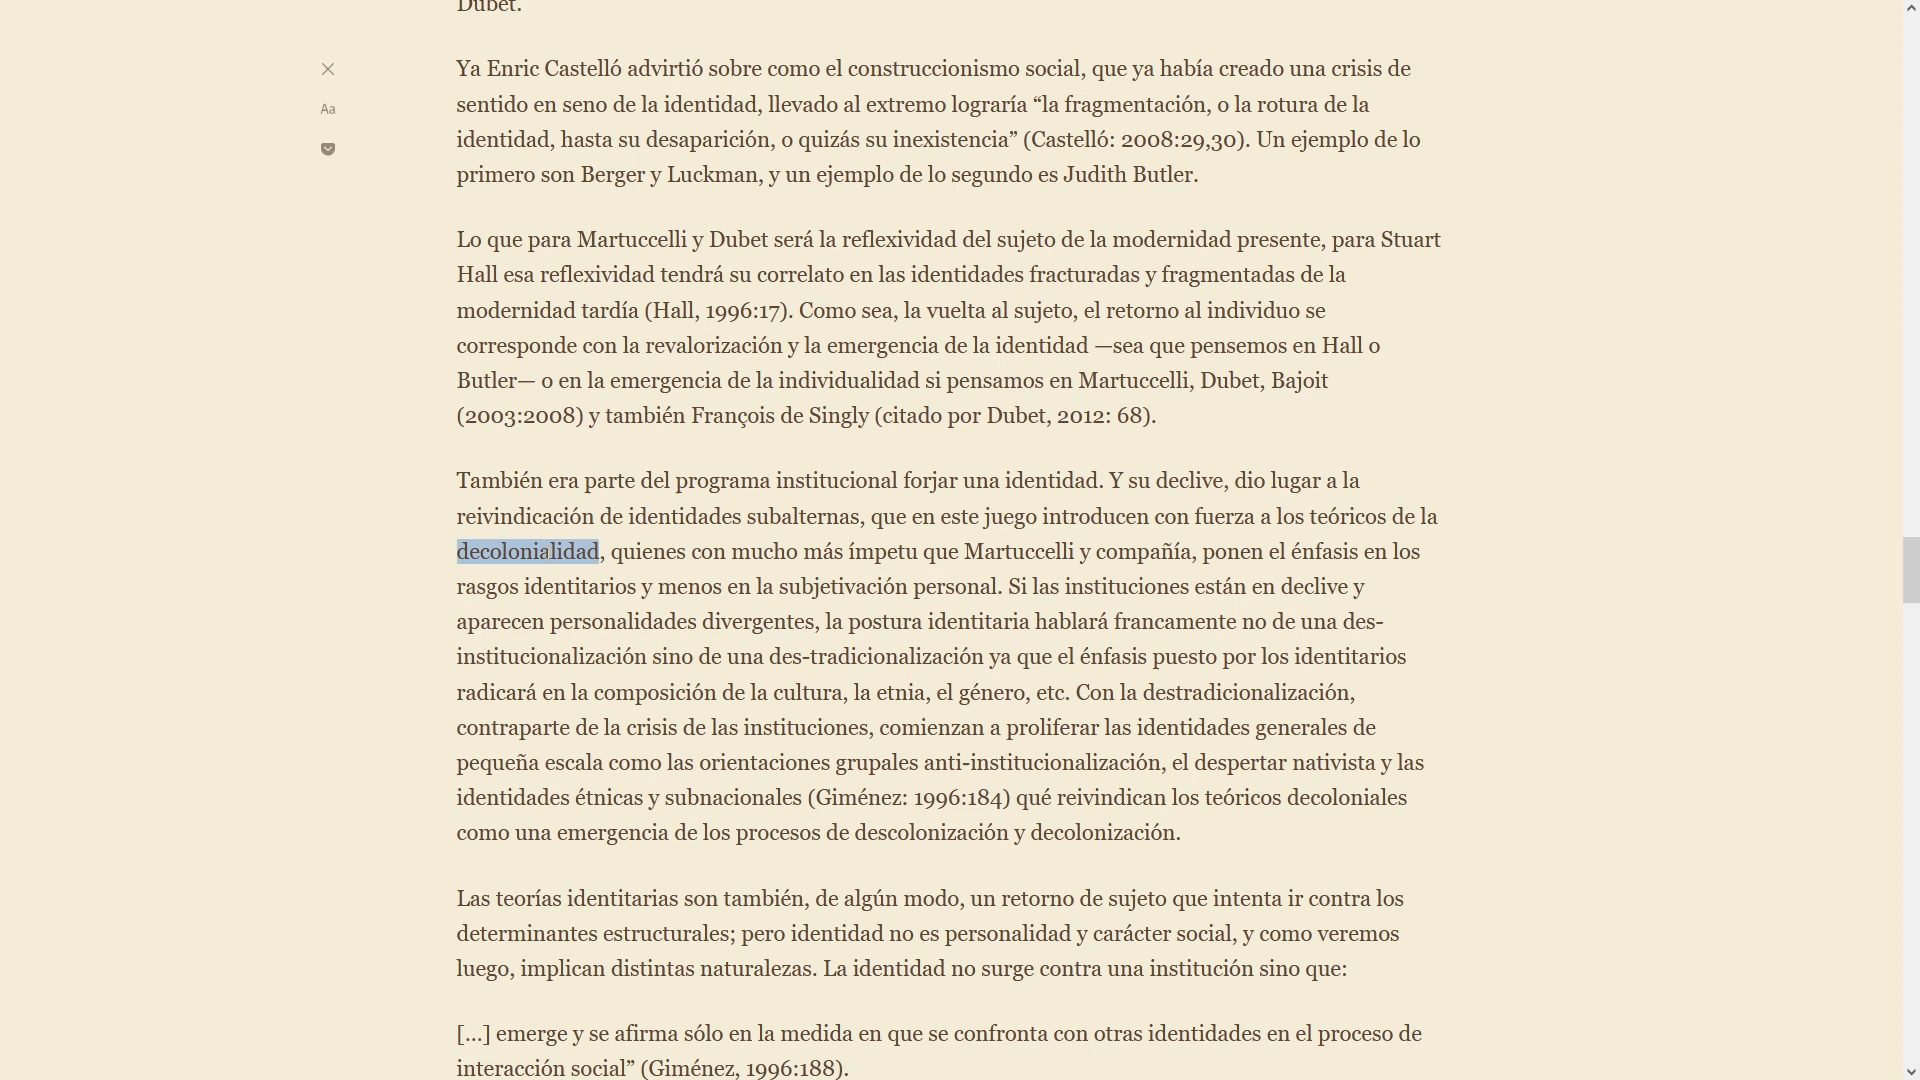 Dubet.
Ya Enric Castelló advirtió sobre como el construccionismo social, que ya había creado una crisis de
sentido en seno de la identidad, llevado al extremo lograría “la fragmentación, o la rotura de la
identidad, hasta su desaparición, o quizás su inexistencia” (Castelló: 2008:29,30). Un ejemplo de lo
primero son Berger y Luckman, y un ejemplo de lo segundo es Judith Butler.
Aa
Lo que para Martuccelli y Dubet será la reflexividad del sujeto de la modernidad presente, para Stuart
Hall esa reflexividad tendrá su correlato en las identidades fracturadas y fragmentadas de la
modernidad tardía (Hall, 1996:17). Como sea, la vuelta al sujeto, el retorno al individuo se
corresponde con la revalorización y la emergencia de la identidad —sea que pensemos en Hall o
Butler— o en la emergencia de la individualidad si pensamos en Martuccelli, Dubet, Bajoit
(2003:2008) y también François de Singly (citado por Dubet, 2012: 68).
También era parte del programa institucional forjar una identidad. Y su declive, dio lugar a la
reivindicación de identidades subalternas, que en este juego introducen con fuerza a los teóricos de la
decolonialidad, quienes con mucho más ímpetu que Martuccelli y compañía, ponen el énfasis en los
rasgos identitarios y menos en la subjetivación personal. Si las instituciones están en declive y
aparecen personalidades divergentes, la postura identitaria hablará francamente no de una des-
institucionalización sino de una des-tradicionalización ya que el énfasis puesto por los identitarios
radicará en la composición de la cultura, la etnia, el género, etc. Con la destradicionalización,
contraparte de la crisis de las instituciones, comienzan a proliferar las identidades generales de
pequeña escala como las orientaciones grupales anti-institucionalización, el despertar nativista y las
identidades étnicas y subnacionales (Giménez: 1996:184) qué reivindican los teóricos decoloniales
como una emergencia de los procesos de descolonización y decolonización.
Las teorías identitarias son también, de algún modo, un retorno de sujeto que intenta ir contra los
determinantes estructurales; pero identidad no es personalidad y carácter social, y como veremos
luego, implican distintas naturalezas. La identidad no surge contra una institución sino que:
[…] emerge y se afirma sólo en la medida en que se confronta con otras identidades en el proceso de
interacción social” (Giménez, 1996:188).